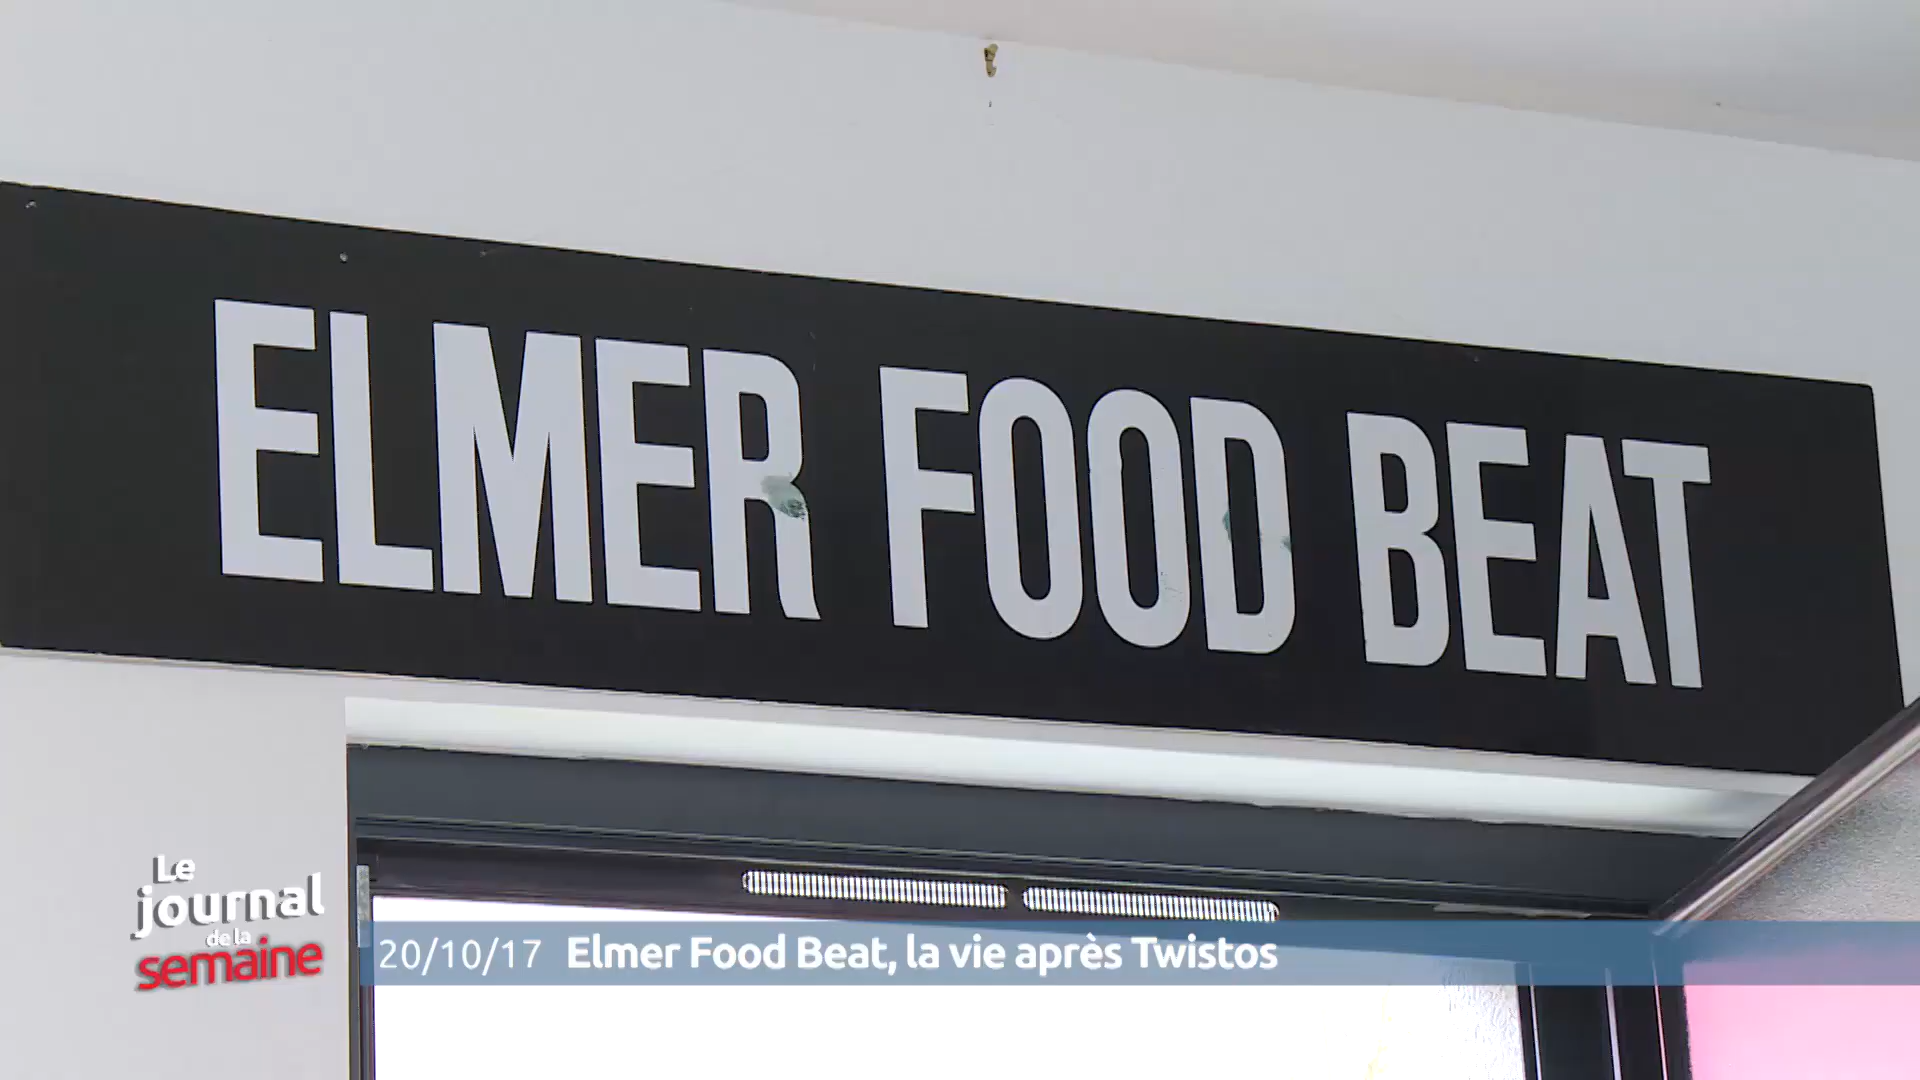 ELMER FOOD BEAT
Le
journal
de la
semaine
20/10/17 Elmer Food Beat, la vie après Twistos